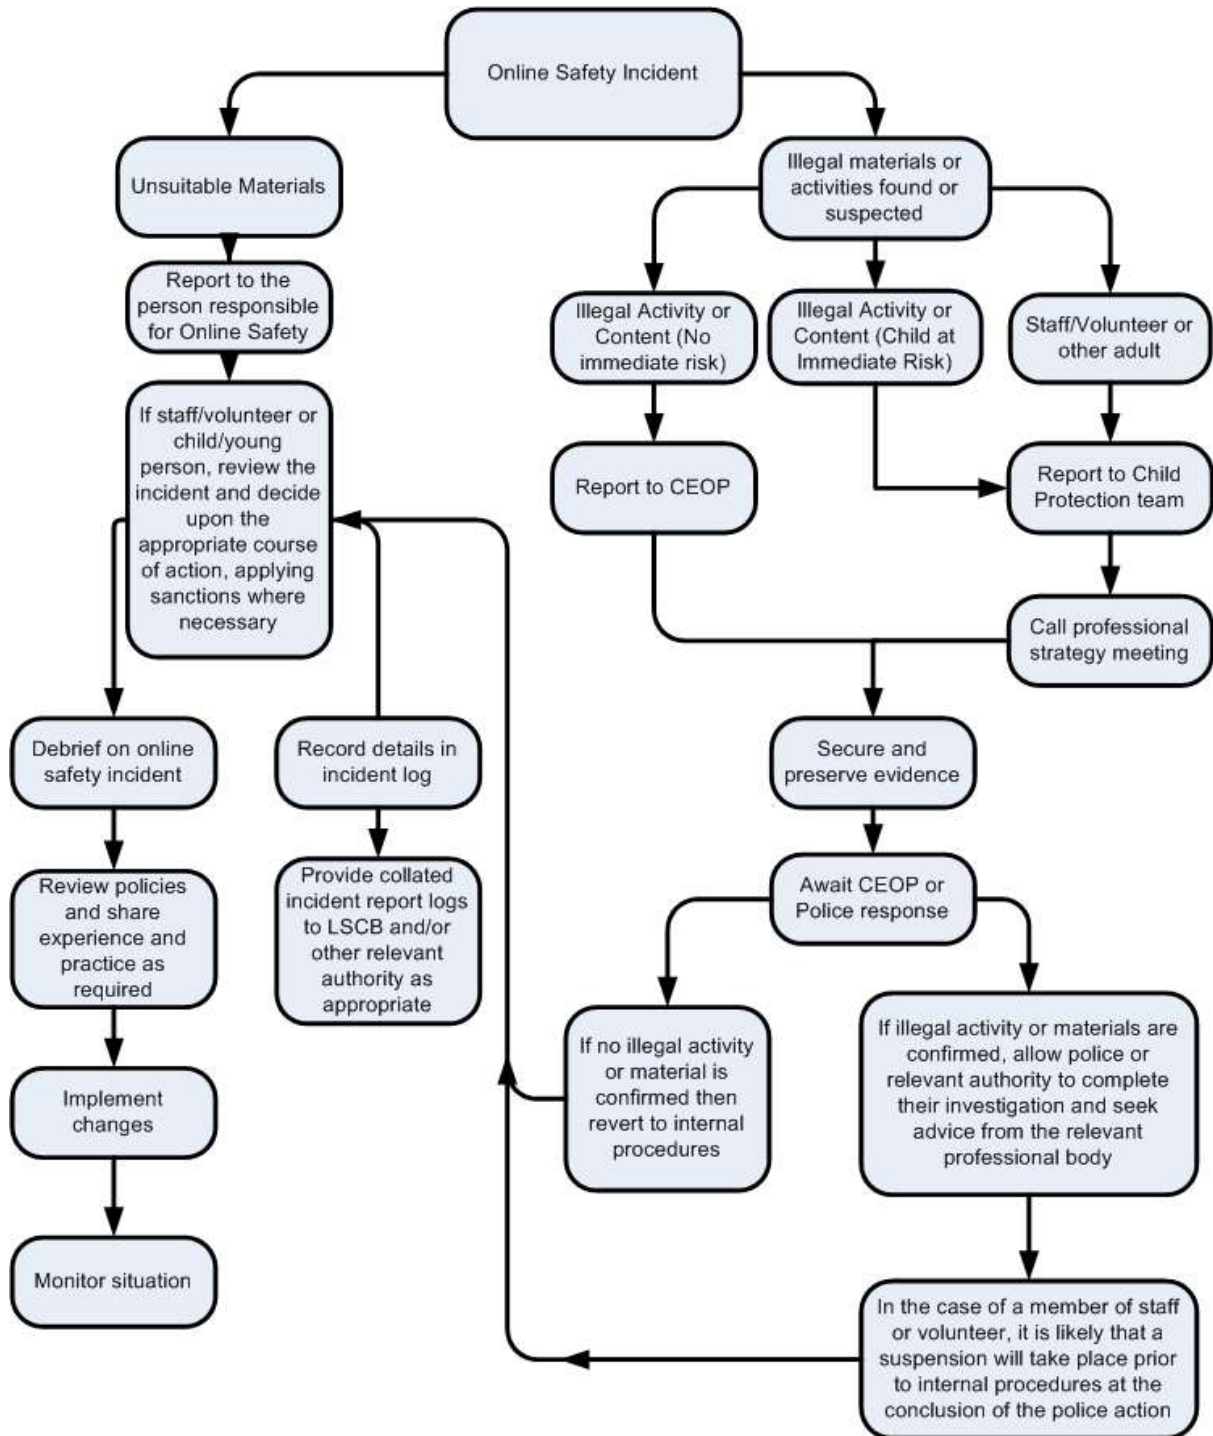 Online Safety Incident
Unsuitable Materials
Illegal materials or
activities found or
suspected
Report to the
person responsible
for Online Safety
Illegal Activity or
Content (No
immediate risk)
Illegal Activity or
Content (Child at
Immediate Risk)
Staff/Volunteer or
other adult
If staff/volunteer or
child/young
person, review the
incident and decide
upon the
appropriate course
of action, applying
sanctions where
necessary
Report to CEOP
Report to Child
Protection team
Call professional
strategy meeting
Debrief on online
safety incident
Record details in
incident log
Secure and
preserve evidence
Review policies
and share
experience and
practice as
required
Provide collated
incident report logs
to LSCB and/or
other relevant
authority as
appropriate
Await CEOP or
Police response
If no illegal activity
or material is
confirmed then
revert to internal
procedures
If illegal activity or materials are
confirmed, allow police or
relevant authority to complete
their investigation and seek
advice from the relevant
professional body
Implement
changes
Monitor situation
In the case of a member of staff
or volunteer, it is likely that a
suspension will take place prior
to internal procedures at the
conclusion of the police action